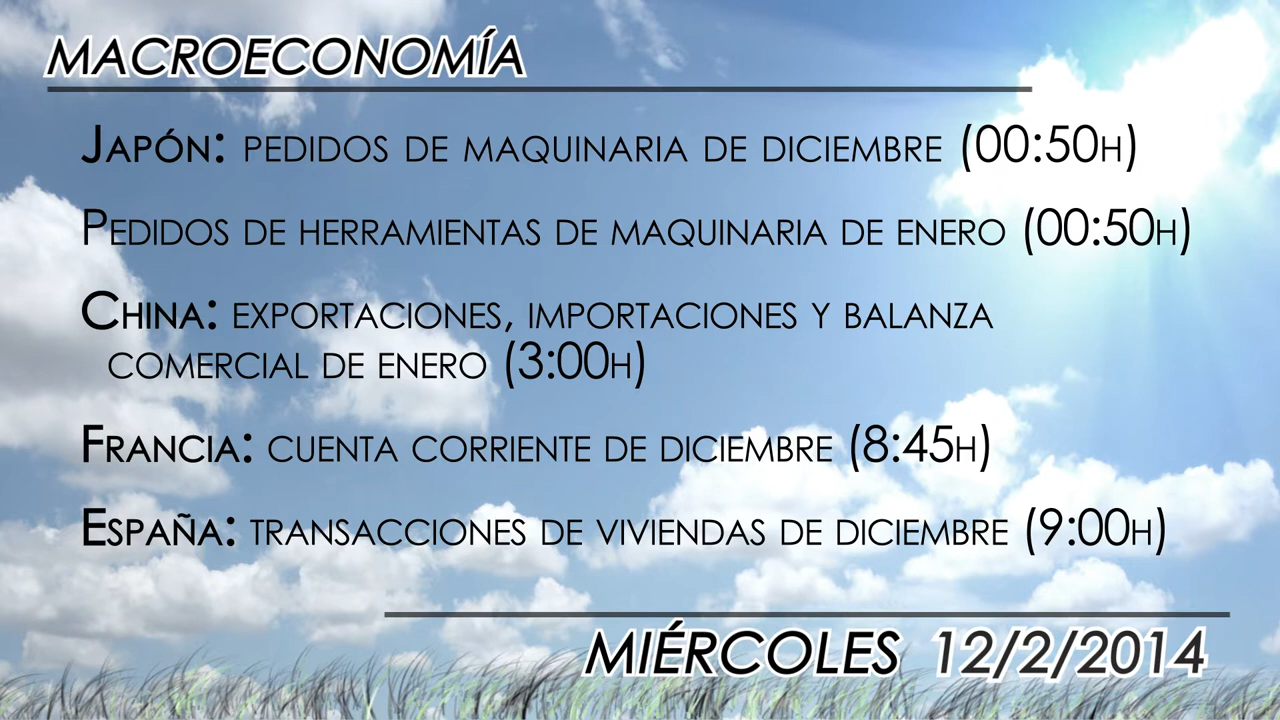 MACROECONOMÍA
JAPÓN: PEDIDOS DE MAQUINARIA DE DICIEMBRE (00:50H)
PEDIDOS DE HERRAMIENTAS DE MAQUINARIA DE ENERO (00:50H)
CHINA: EXPORTACIONES, IMPORTACIONES Y BALANZA
COMERCIAL DE ENERO (3:00H)
FRANCIA: CUENTA CORRIENTE DE DICIEMBRE (8:45H)
ESPAÑA: TRANSACCIONES DE VIVIENDAS DE DICIEMBRE (9:00H)
MIÉRCOLES 12/2/2014